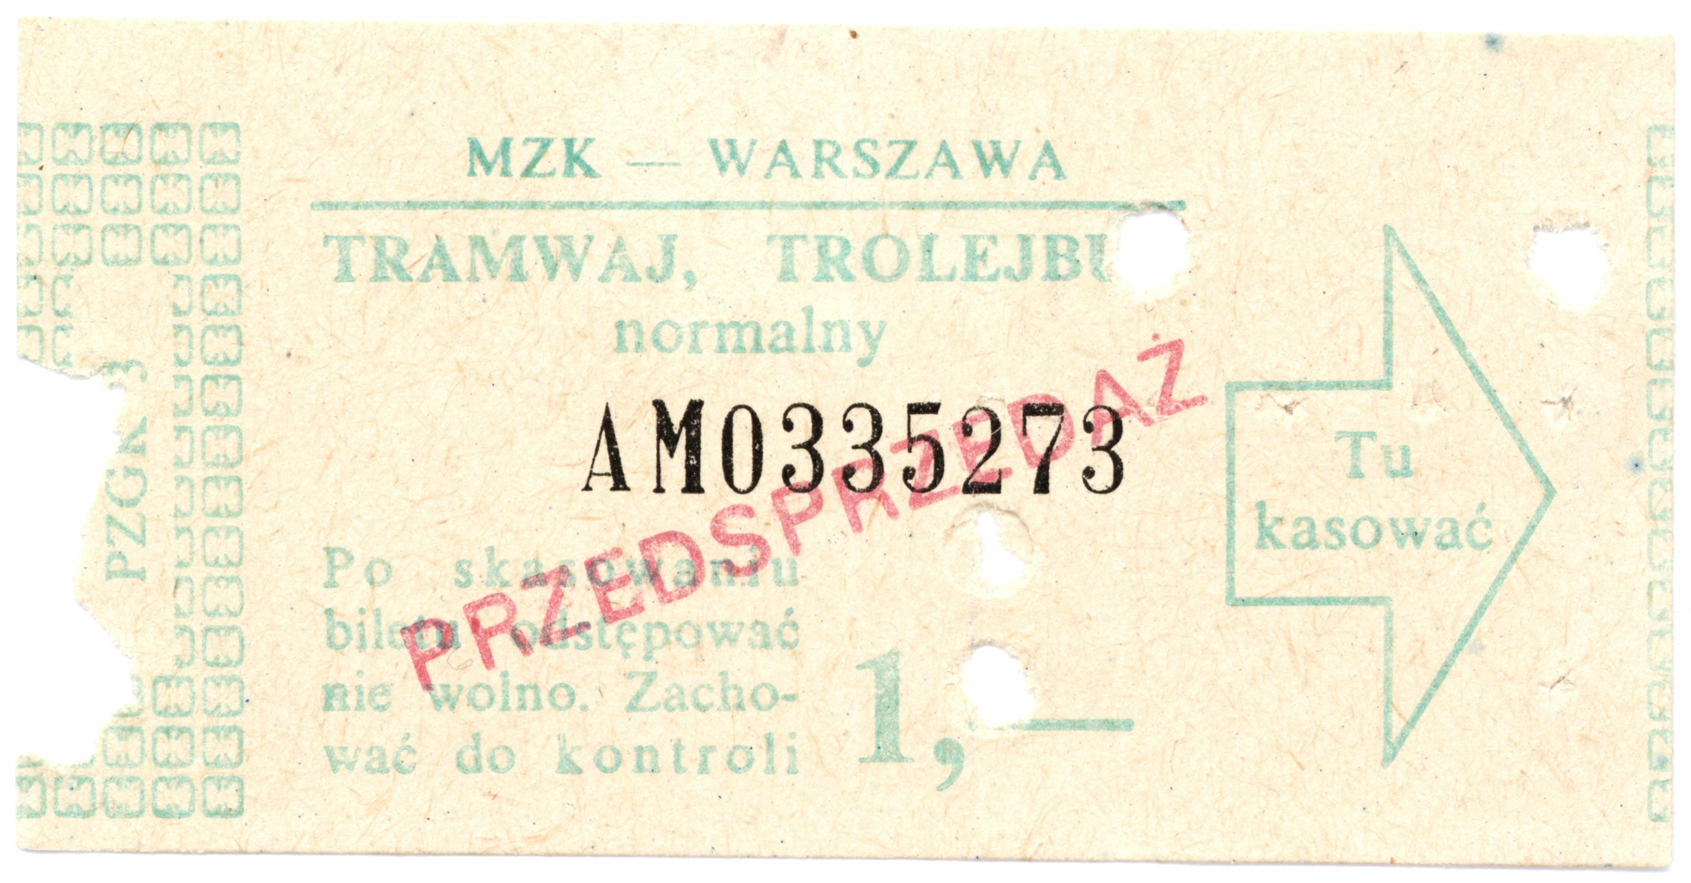 MZK — WARSZAWA
TRAMWAJ, TROLEJBU
normalny
AM0335273
PRZEDSPRZEDAŻ
Po skasowaniu
biletu odstępować
nie wolno. Zacho-
wać do kontroli
1,—
Tu
kasować
PZGK 3